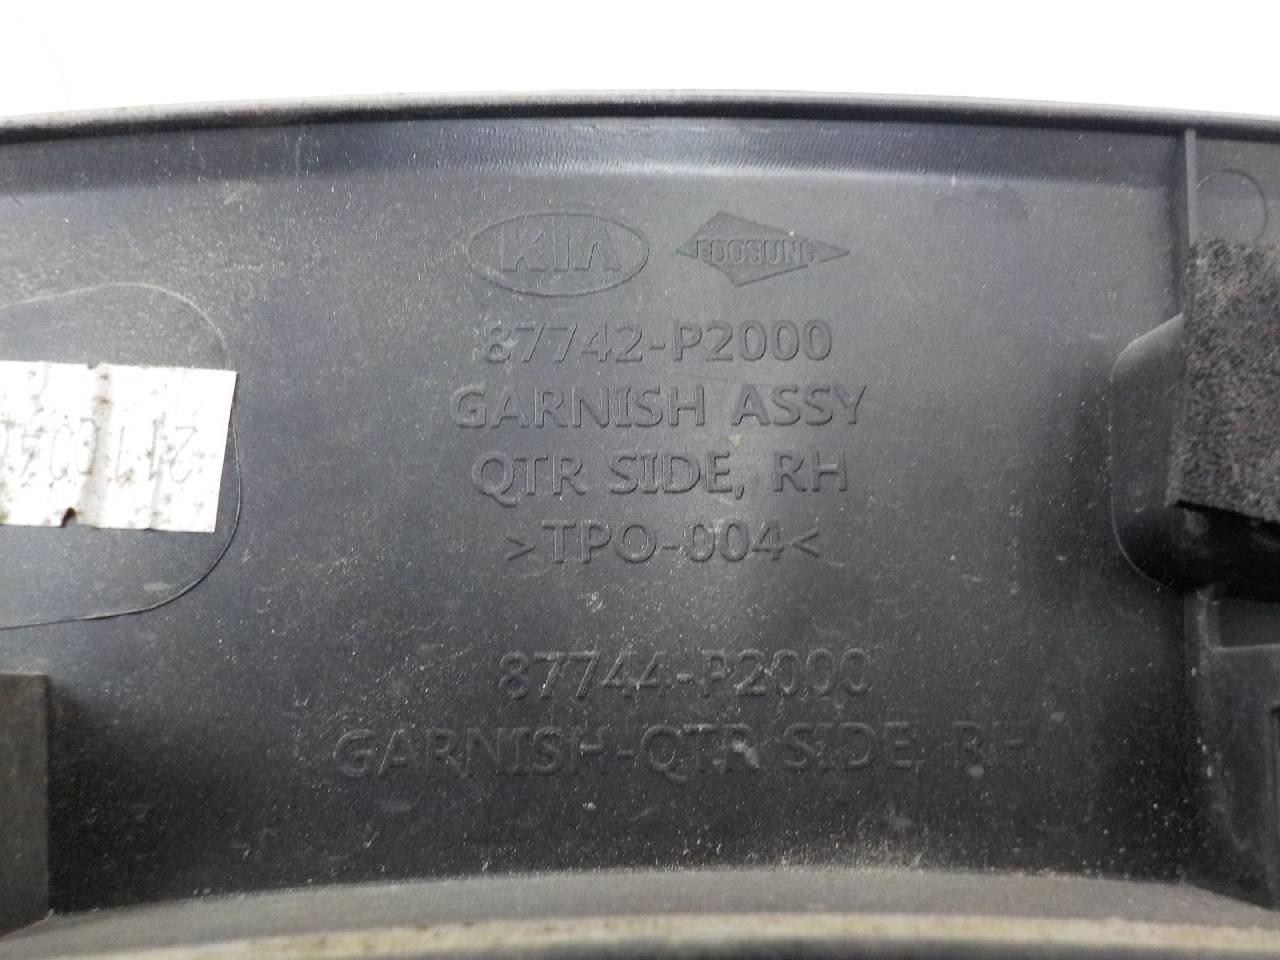 KIA FOOSUNG
87742-P2000
GARNISH ASSY
QTR SIDE, RH
>TPO-004<
87744-P2000
GARNISH-QTR SIDE, RH